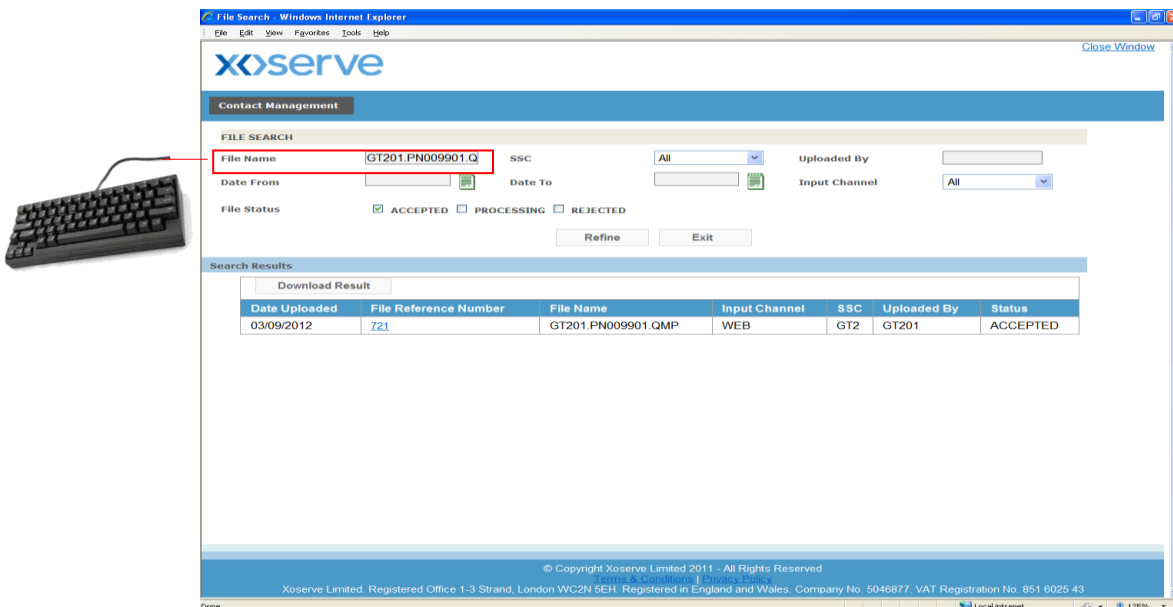 File Search - Windows Internet Explorer
File Edit View Favorites Tools Help
Close Window
xoserve
Contact Management
FILE SEARCH
File Name GT201.PN009901.Q SSC All Uploaded By
Date From Date To Input Channel All
File Status ACCEPTED PROCESSING REJECTED
Refine Exit
Search Results
Download Result
Date Uploaded File Reference Number File Name Input Channel SSC Uploaded By Status
03/09/2012 721 GT201.PN009901.QMP WEB GT2 GT201 ACCEPTED
© Copyright Xoserve Limited 2011 - All Rights Reserved
Terms & Conditions | Privacy Policy
Xoserve Limited. Registered Office 1-3 Strand, London WC2N 5EH. Registered in England and Wales. Company No. 5046877. VAT Registration No. 851 6025 43
Done Local intranet 125%